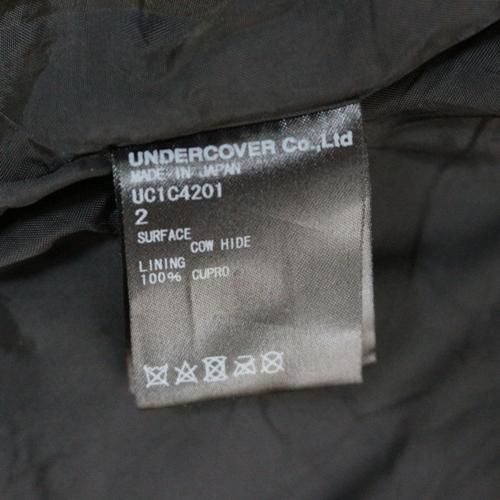 UNDERCOVER Co.,Ltd
MADE IN JAPAN
UC1C4201
2
SURFACE
COW HIDE
LINING
100% CUPRO